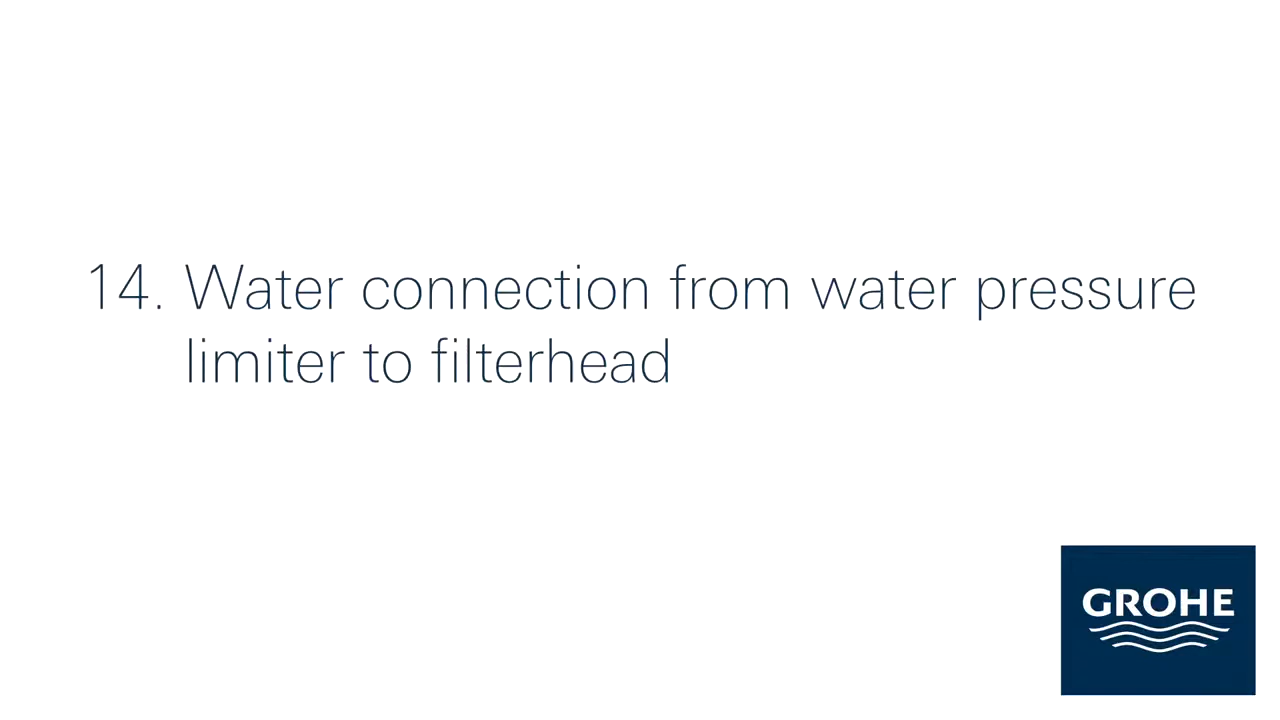 14. Water connection from water pressure
limiter to filterhead
GROHE